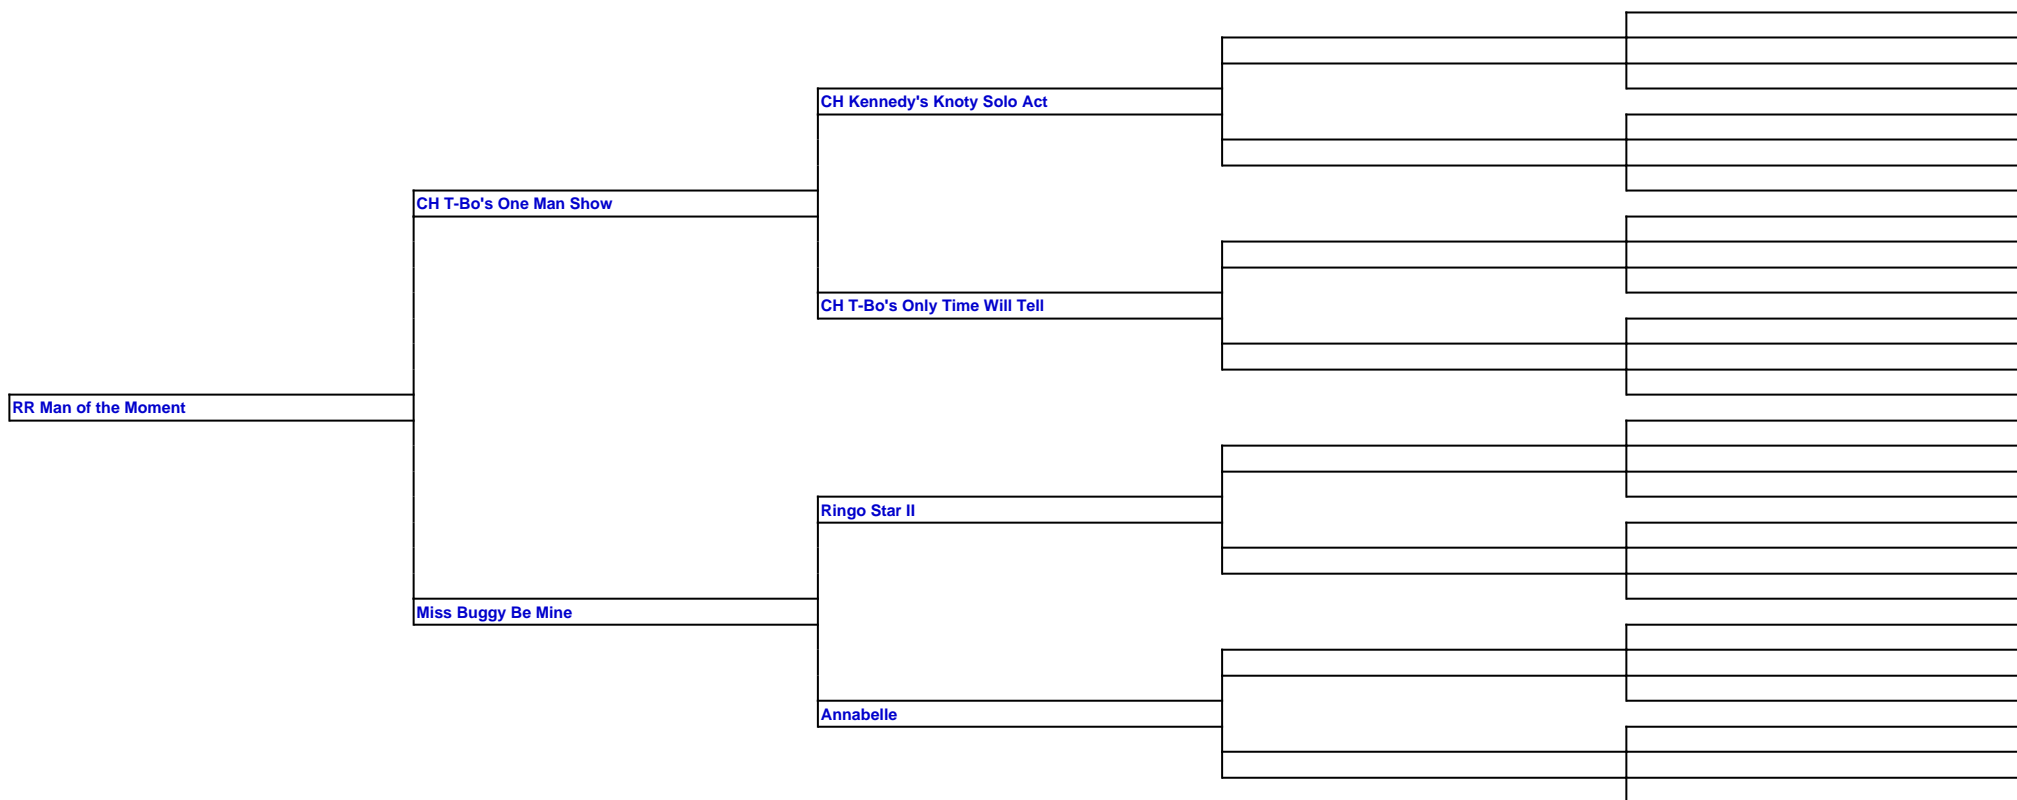 CH Kennedy's Knoty Solo Act
CH T-Bo's One Man Show
CH T-Bo's Only Time Will Tell
RR Man of the Moment
Ringo Star II
Miss Buggy Be Mine
Annabelle